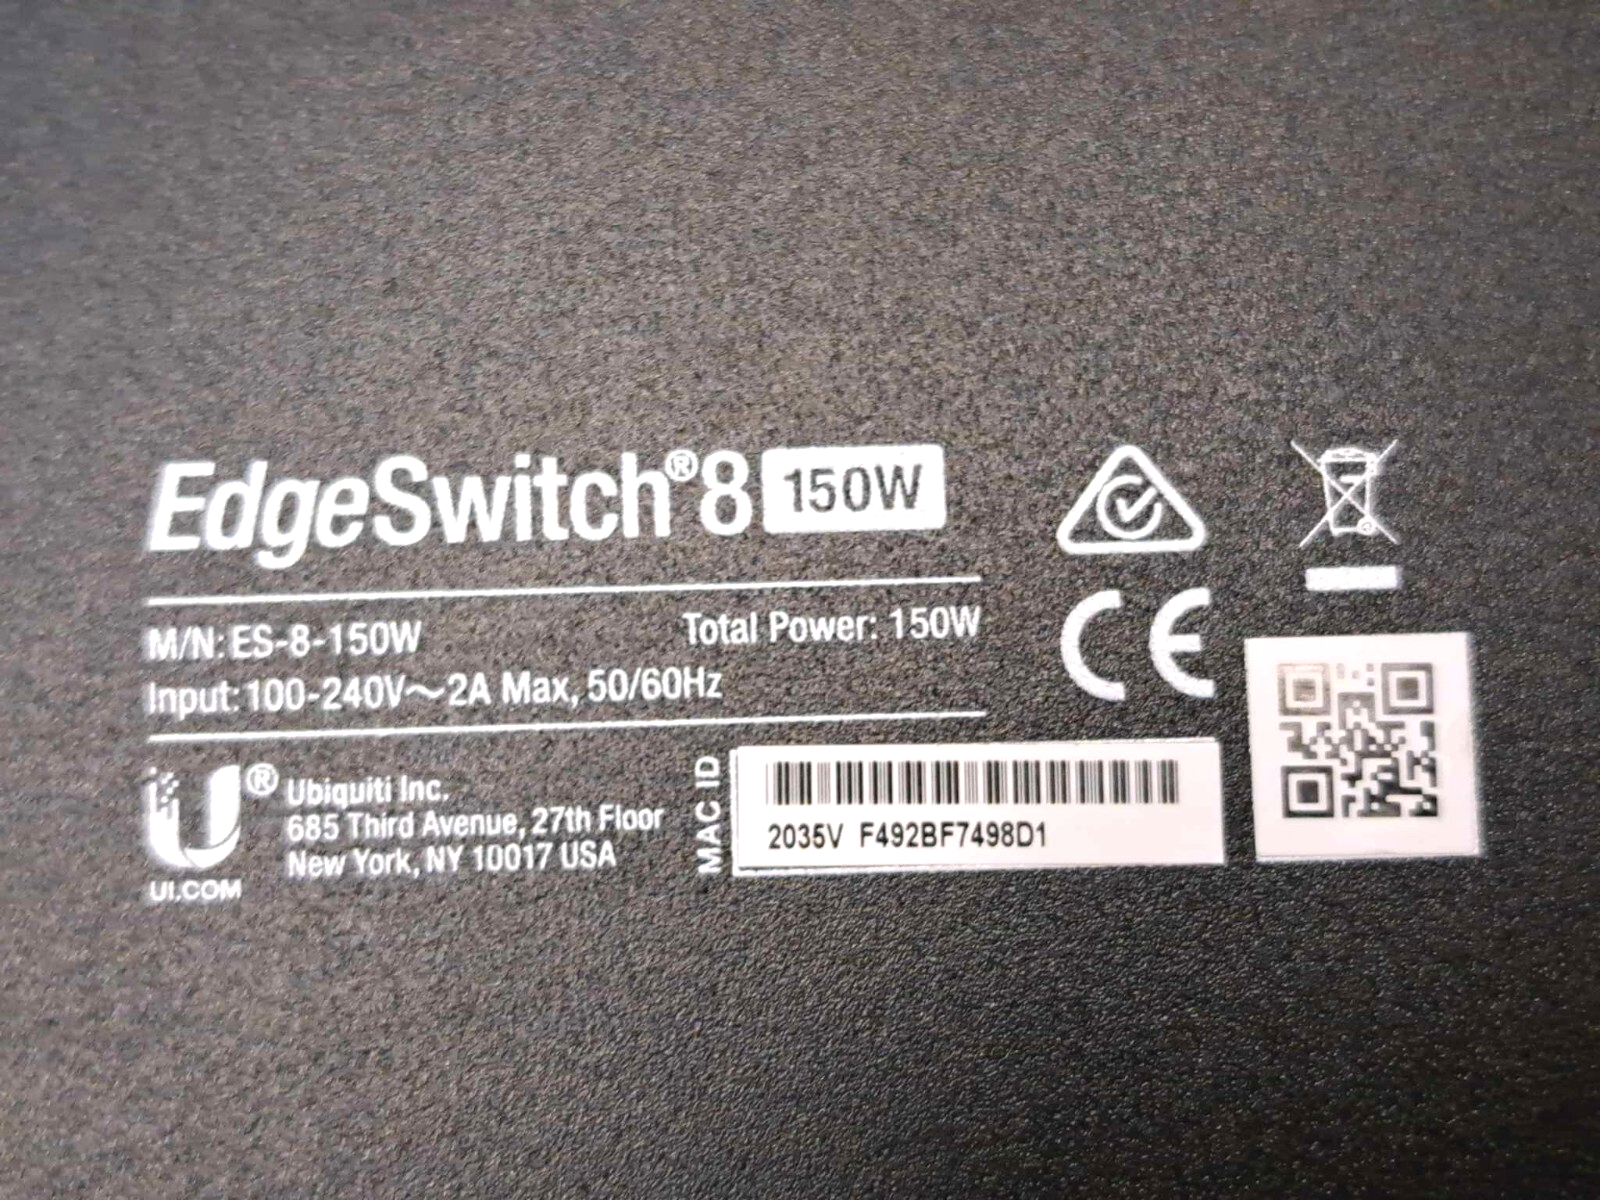 EdgeSwitch® 8 150W
M/N: ES-8-150W Total Power: 150W
Input: 100-240V～2A Max, 50/60Hz
U®
UI.COM
Ubiquiti Inc.
685 Third Avenue, 27th Floor
New York, NY 10017 USA
MAC ID
2035V F492BF7498D1
CE